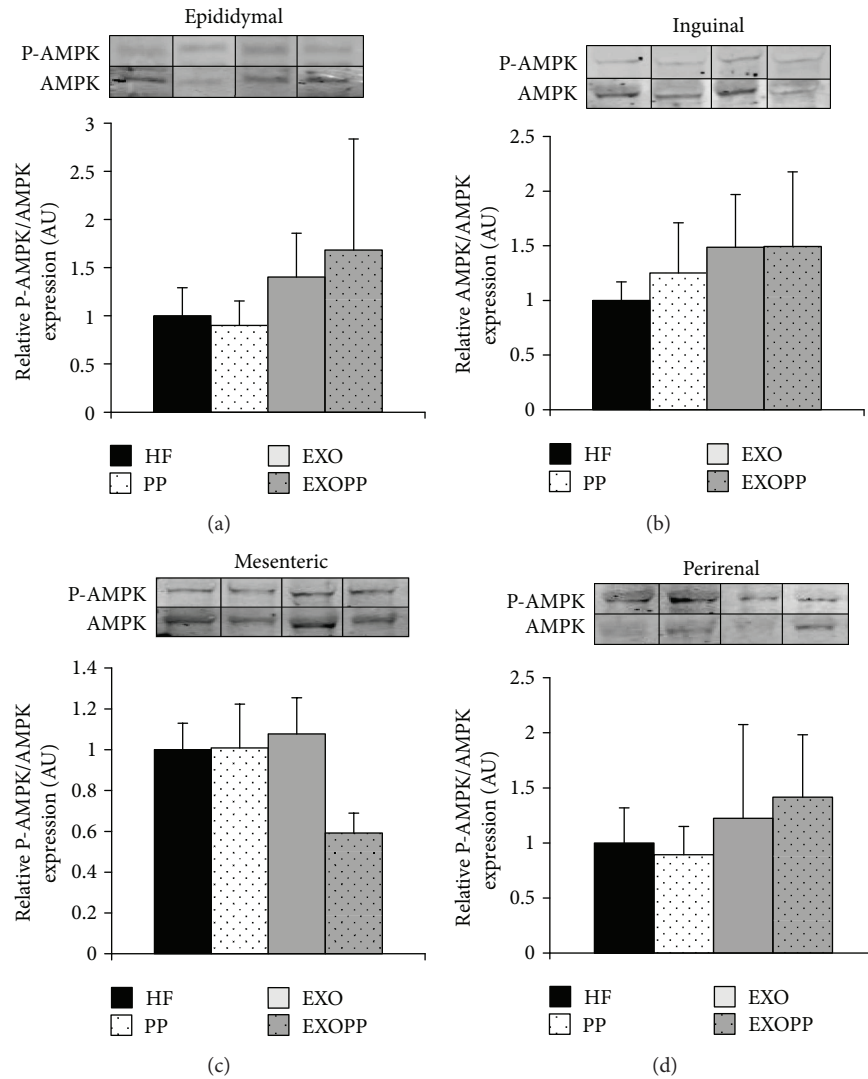 Epididymal
P-AMPK
AMPK
Relative P-AMPK/AMPK
expression (AU)
3
2.5
2
1.5
1
0.5
0
HF
EXO
PP
EXOPP
(a)
Inguinal
P-AMPK
AMPK
Relative AMPK/AMPK
expression (AU)
2.5
2
1.5
1
0.5
0
HF
EXO
PP
EXOPP
(b)
Mesenteric
P-AMPK
AMPK
Relative P-AMPK/AMPK
expression (AU)
1.4
1.2
1
0.8
0.6
0.4
0.2
0
HF
EXO
PP
EXOPP
(c)
Perirenal
P-AMPK
AMPK
Relative P-AMPK/AMPK
expression (AU)
2.5
2
1.5
1
0.5
0
HF
EXO
PP
EXOPP
(d)